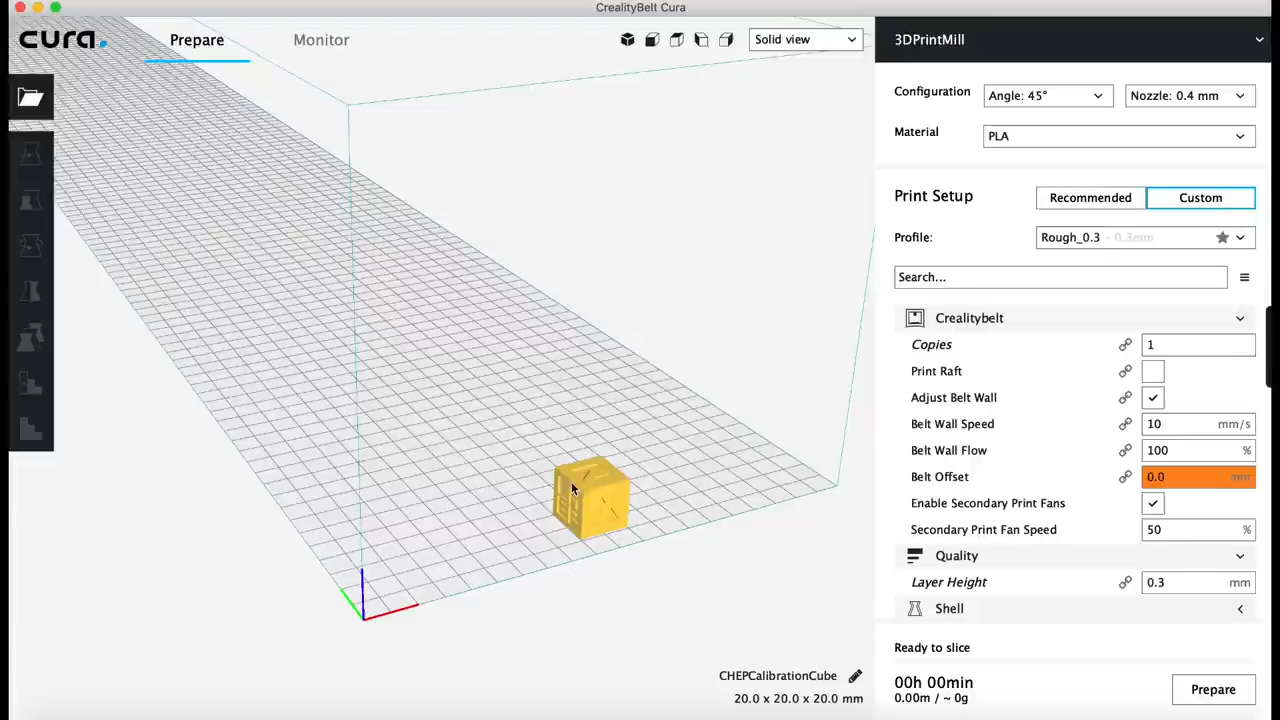 CrealityBelt Cura
cura.
Prepare
Monitor
Solid view
3DPrintMill
Configuration
Angle: 45°
Nozzle: 0.4 mm
Material
PLA
Print Setup
Recommended
Custom
Profile:
Rough_0.3 - 0.3mm
Search...
Crealitybelt
Copies
1
Print Raft
Adjust Belt Wall
Belt Wall Speed
10 mm/s
Belt Wall Flow
100 %
Belt Offset
0.0 mm
Enable Secondary Print Fans
Secondary Print Fan Speed
50 %
Quality
Layer Height
0.3 mm
Shell
Ready to slice
00h 00min
0.00m / ~ 0g
Prepare
CHEPCalibrationCube
20.0 x 20.0 x 20.0 mm